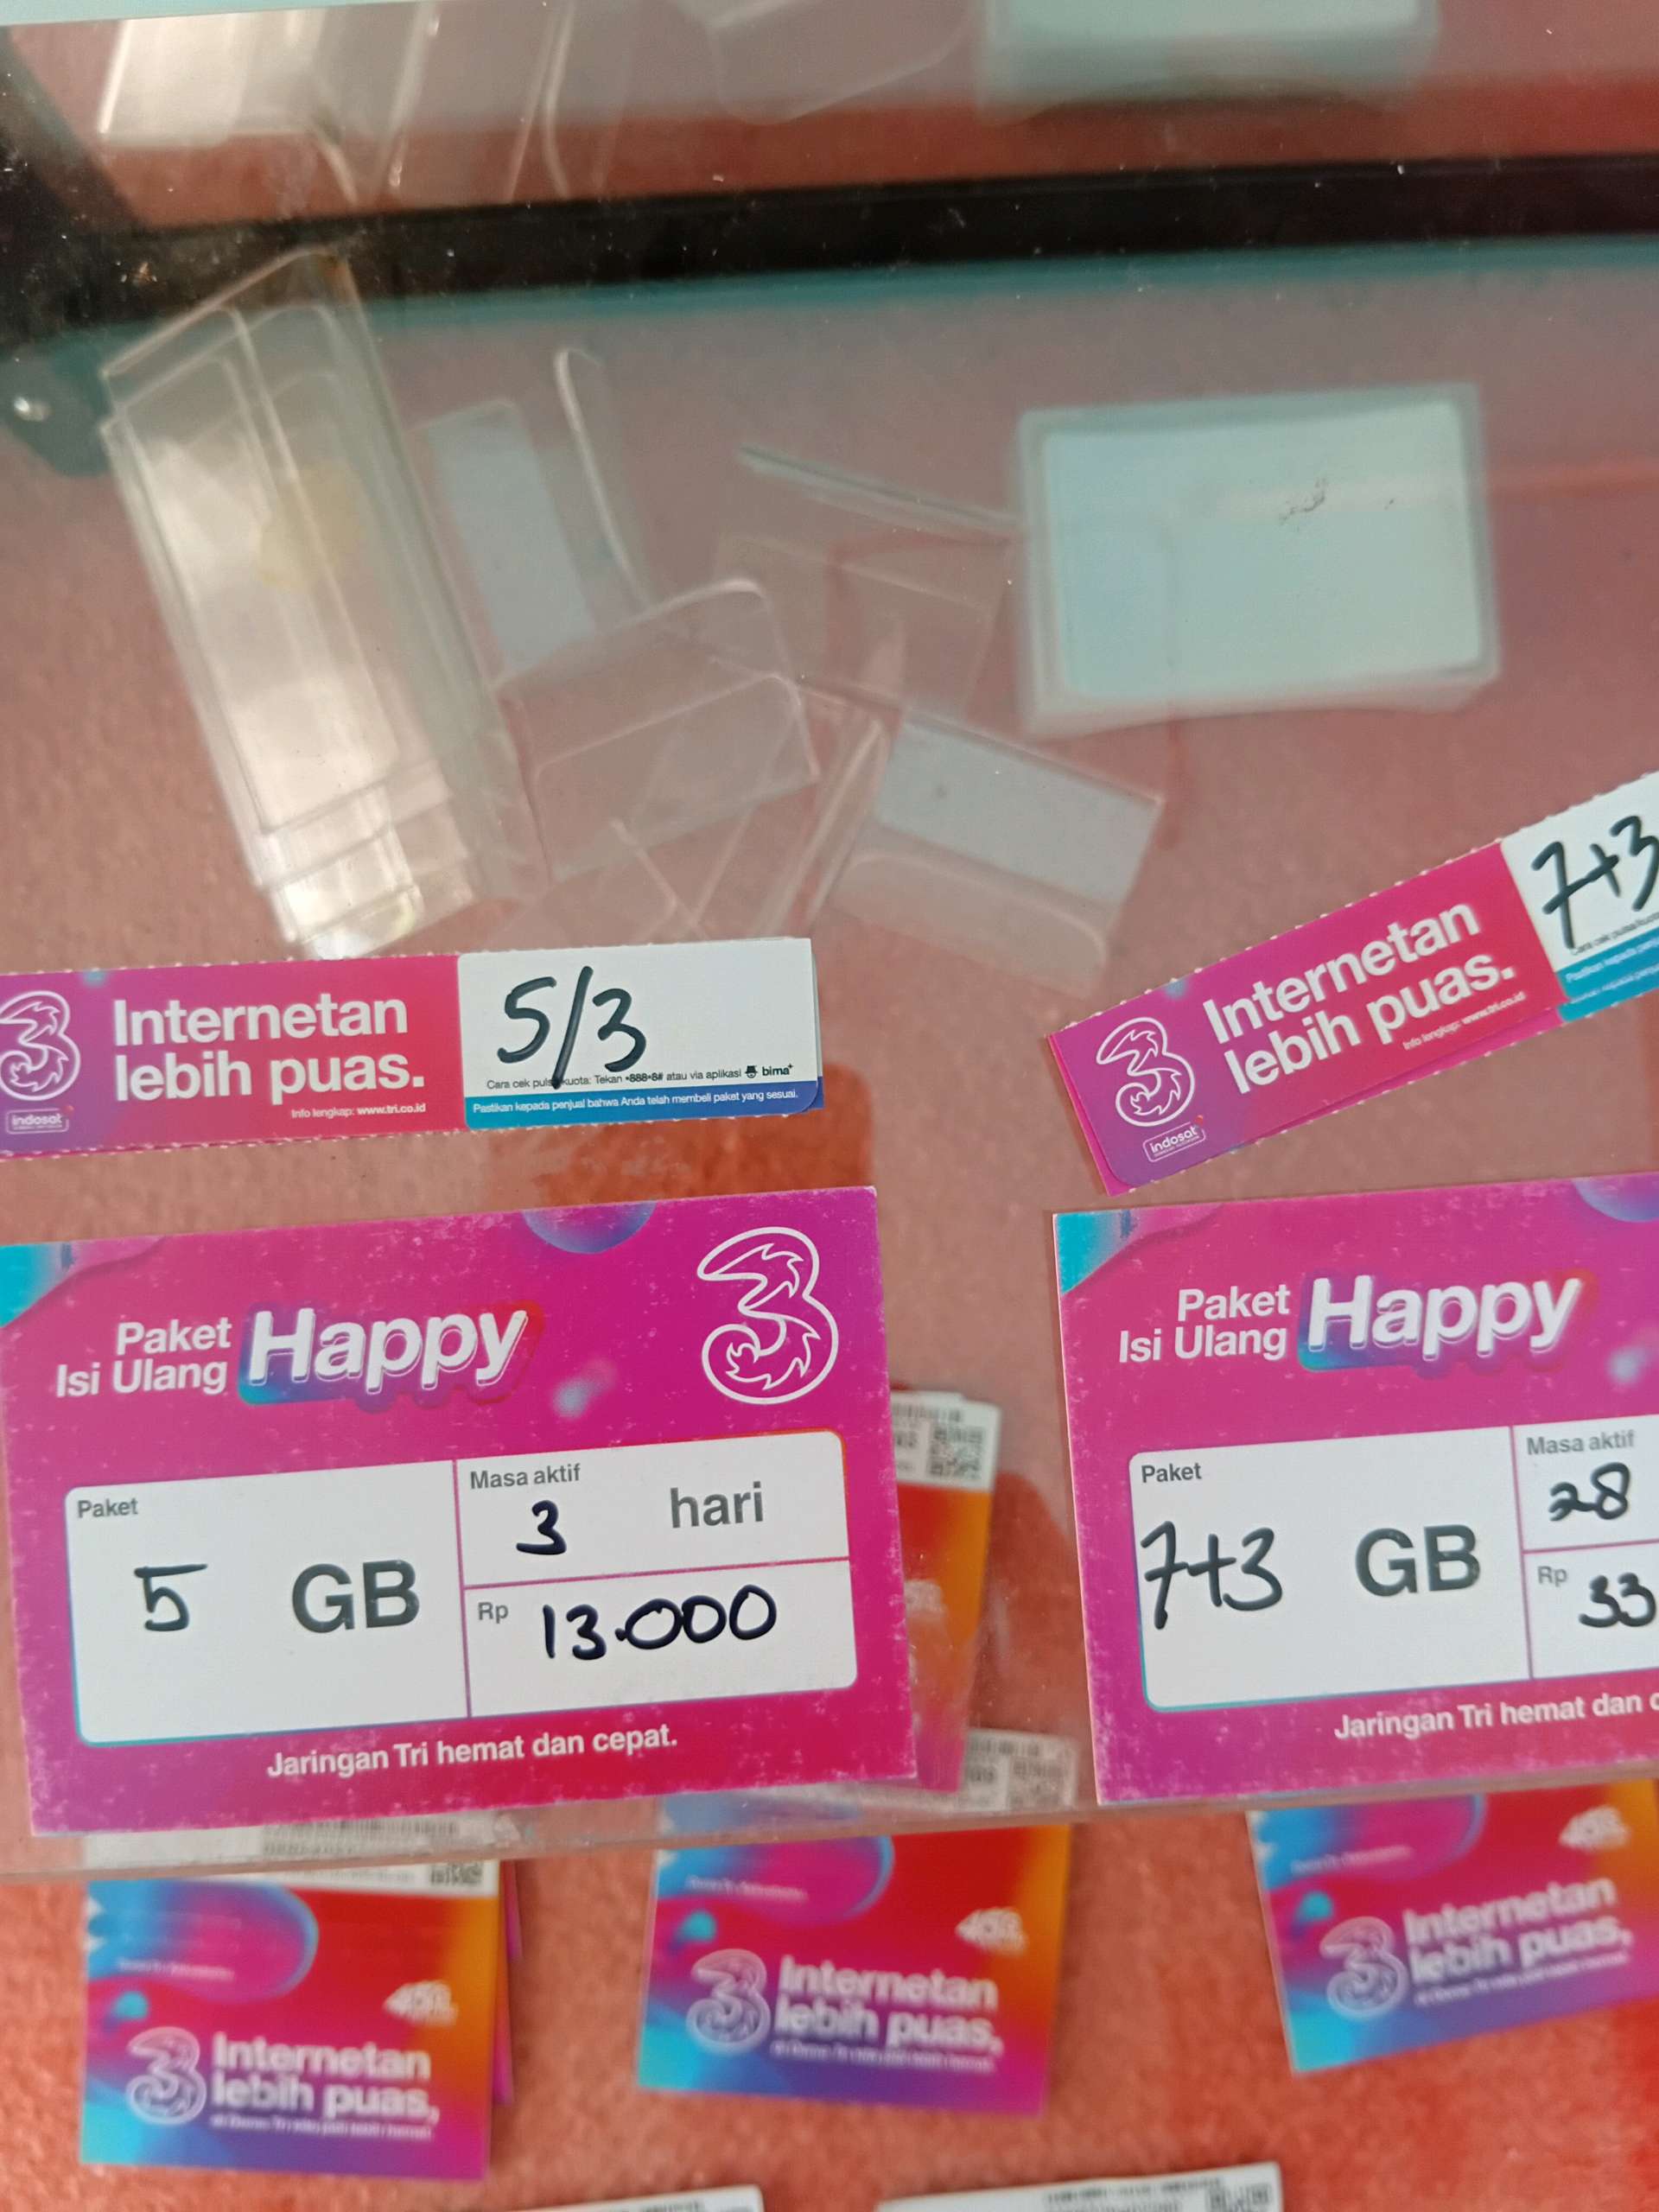 Internetan
lebih puas.
Info lengkap: www.tri.co.id
indosat
5/3
Cara cek pulsa/kuota: Tekan *888*8# atau via aplikasi bima+
Pastikan kepada penjual bahwa Anda telah membeli paket yang sesuai.
Internetan
lebih puas.
Info lengkap: www.tri.co.id
indosat
7+3
Paket
Isi Ulang
Happy
3
Paket
5 GB
Masa aktif
3 hari
Rp 13.000
Jaringan Tri hemat dan cepat.
Paket
Isi Ulang
Happy
Paket
7+3 GB
Masa aktif
28
Rp 33
Jaringan Tri hemat dan
Internetan
lebih puas,
Internetan
lebih puas,
Internetan
lebih puas,